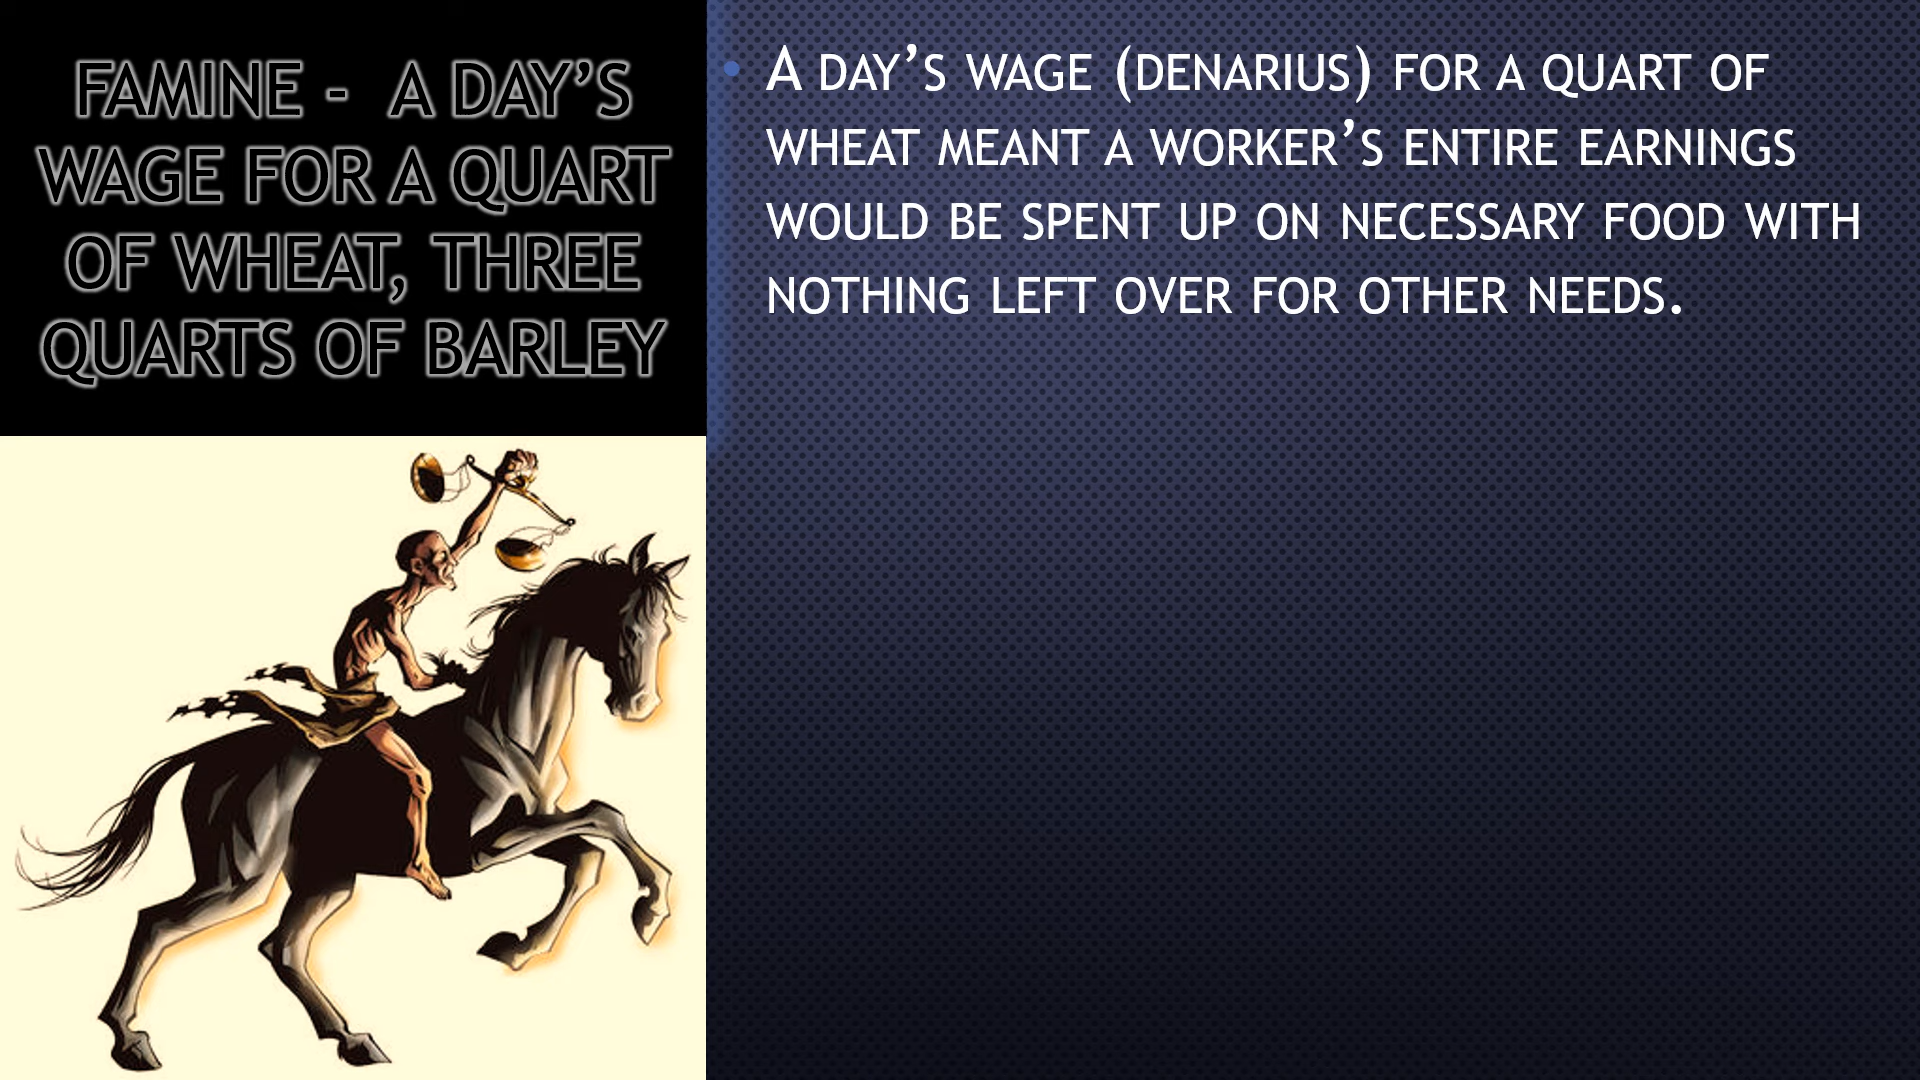 FAMINE - A DAY’S
WAGE FOR A QUART
OF WHEAT, THREE
QUARTS OF BARLEY
• A DAY’S WAGE (DENARIUS) FOR A QUART OF
WHEAT MEANT A WORKER’S ENTIRE EARNINGS
WOULD BE SPENT UP ON NECESSARY FOOD WITH
NOTHING LEFT OVER FOR OTHER NEEDS.